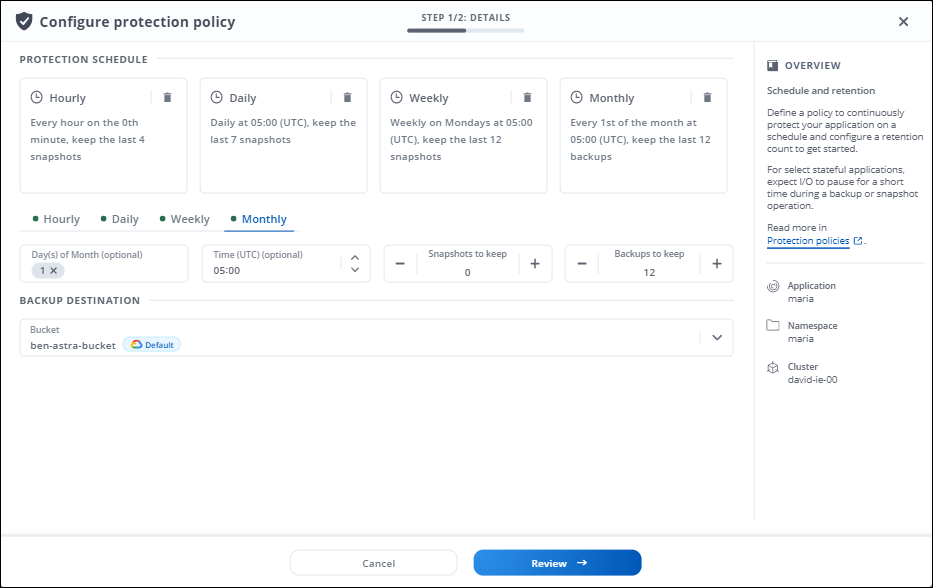 Configure protection policy
STEP 1/2: DETAILS
PROTECTION SCHEDULE
Hourly
Every hour on the 0th
minute, keep the last 4
snapshots
Daily
Daily at 05:00 (UTC), keep the
last 7 snapshots
Weekly
Weekly on Mondays at 05:00
(UTC), keep the last 12
snapshots
Monthly
Every 1st of the month at
05:00 (UTC), keep the last 12
backups
Hourly
Daily
Weekly
Monthly
Day(s) of Month (optional)
1
Time (UTC) (optional)
05:00
Snapshots to keep
0
Backups to keep
12
BACKUP DESTINATION
Bucket
ben-astra-bucket
Default
OVERVIEW
Schedule and retention
Define a policy to continuously
protect your application on a
schedule and configure a retention
count to get started.
For select stateful applications,
expect I/O to pause for a short
time during a backup or snapshot
operation.
Read more in
Protection policies .
Application
maria
Namespace
maria
Cluster
david-ie-00
Cancel
Review